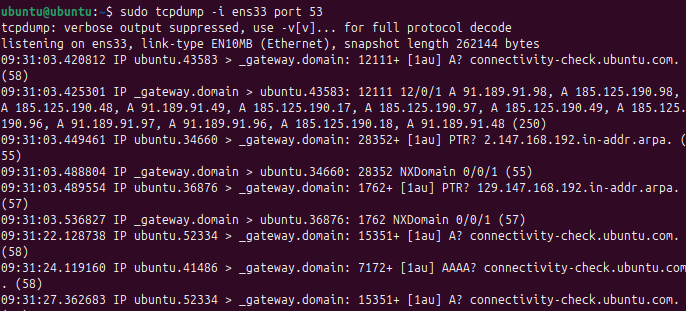 ubuntu@ubuntu:~$ sudo tcpdump -i ens33 port 53
tcpdump: verbose output suppressed, use -v[v]... for full protocol decode
listening on ens33, link-type EN10MB (Ethernet), snapshot length 262144 bytes
09:31:03.420812 IP ubuntu.43583 > _gateway.domain: 12111+ [1au] A? connectivity-check.ubuntu.com.
(58)
09:31:03.425301 IP _gateway.domain > ubuntu.43583: 12111 12/0/1 A 91.189.91.98, A 185.125.190.98,
A 185.125.190.48, A 91.189.91.49, A 185.125.190.17, A 185.125.190.97, A 185.125.190.49, A 185.125.
190.96, A 91.189.91.97, A 91.189.91.96, A 185.125.190.18, A 91.189.91.48 (250)
09:31:03.449461 IP ubuntu.34660 > _gateway.domain: 28352+ [1au] PTR? 2.147.168.192.in-addr.arpa. (
55)
09:31:03.488804 IP _gateway.domain > ubuntu.34660: 28352 NXDomain 0/0/1 (55)
09:31:03.489554 IP ubuntu.36876 > _gateway.domain: 1762+ [1au] PTR? 129.147.168.192.in-addr.arpa.
(57)
09:31:03.536827 IP _gateway.domain > ubuntu.36876: 1762 NXDomain 0/0/1 (57)
09:31:22.128738 IP ubuntu.52334 > _gateway.domain: 15351+ [1au] A? connectivity-check.ubuntu.com.
(58)
09:31:24.119160 IP ubuntu.41486 > _gateway.domain: 7172+ [1au] AAAA? connectivity-check.ubuntu.com
. (58)
09:31:27.362683 IP ubuntu.52334 > _gateway.domain: 15351+ [1au] A? connectivity-check.ubuntu.com.